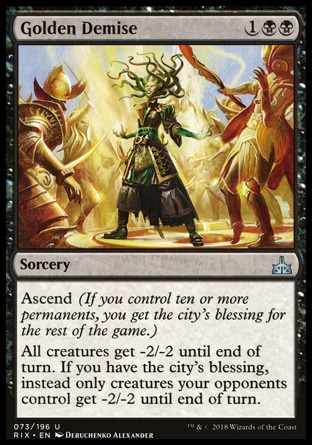 Golden Demise 1
Sorcery
Ascend (If you control ten or more
permanents, you get the city's blessing for
the rest of the game.)
All creatures get -2/-2 until end of
turn. If you have the city's blessing,
instead only creatures your opponents
control get -2/-2 until end of turn.
073/196 U
RIX • EN Deruchenko Alexander
™ & © 2018 Wizards of the Coast